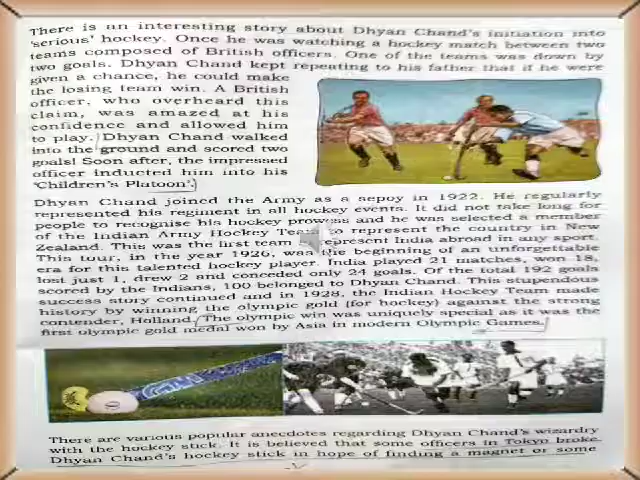 There is an interesting story about Dhyan Chand's initiation into
'serious' hockey. Once he was watching a hockey match between two
teams composed of British officers. One of the teams was down by
two goals. Dhyan Chand kept repeating to his father that if he were
given a chance, he could make
the losing team win. A British
officer, who overheard this
claim, was amazed at his
confidence and allowed him
to play. Dhyan Chand walked
into the ground and scored two
goals! Soon after, the impressed
officer inducted him into his
'Children's Platoon'.
Dhyan Chand joined the Army as a sepoy in 1922. He regularly
represented his regiment in all hockey events. It did not take long for
people to recognise his hockey prowess and he was selected a member
of the Indian Army Hockey Team to represent the country in New
Zealand. This was the first team to represent India abroad in any sport.
This tour, in the year 1926, was the beginning of an unforgettable
era for this talented hockey player. India played 21 matches, won 18,
lost just 1, drew 2 and conceded only 24 goals. Of the total 192 goals
scored by the Indians, 100 belonged to Dhyan Chand. This stupendous
success story continued and in 1928, the Indian Hockey Team made
history by winning the olympic gold (for hockey) against the strong
contender, Holland. The olympic win was uniquely special as it was the
first olympic gold medal won by Asia in modern Olympic Games.
There are various popular anecdotes regarding Dhyan Chand's wizardry
with the hockey stick. It is believed that some officers in Tokyo broke
Dhyan Chand's hockey stick in hope of finding a magnet or some